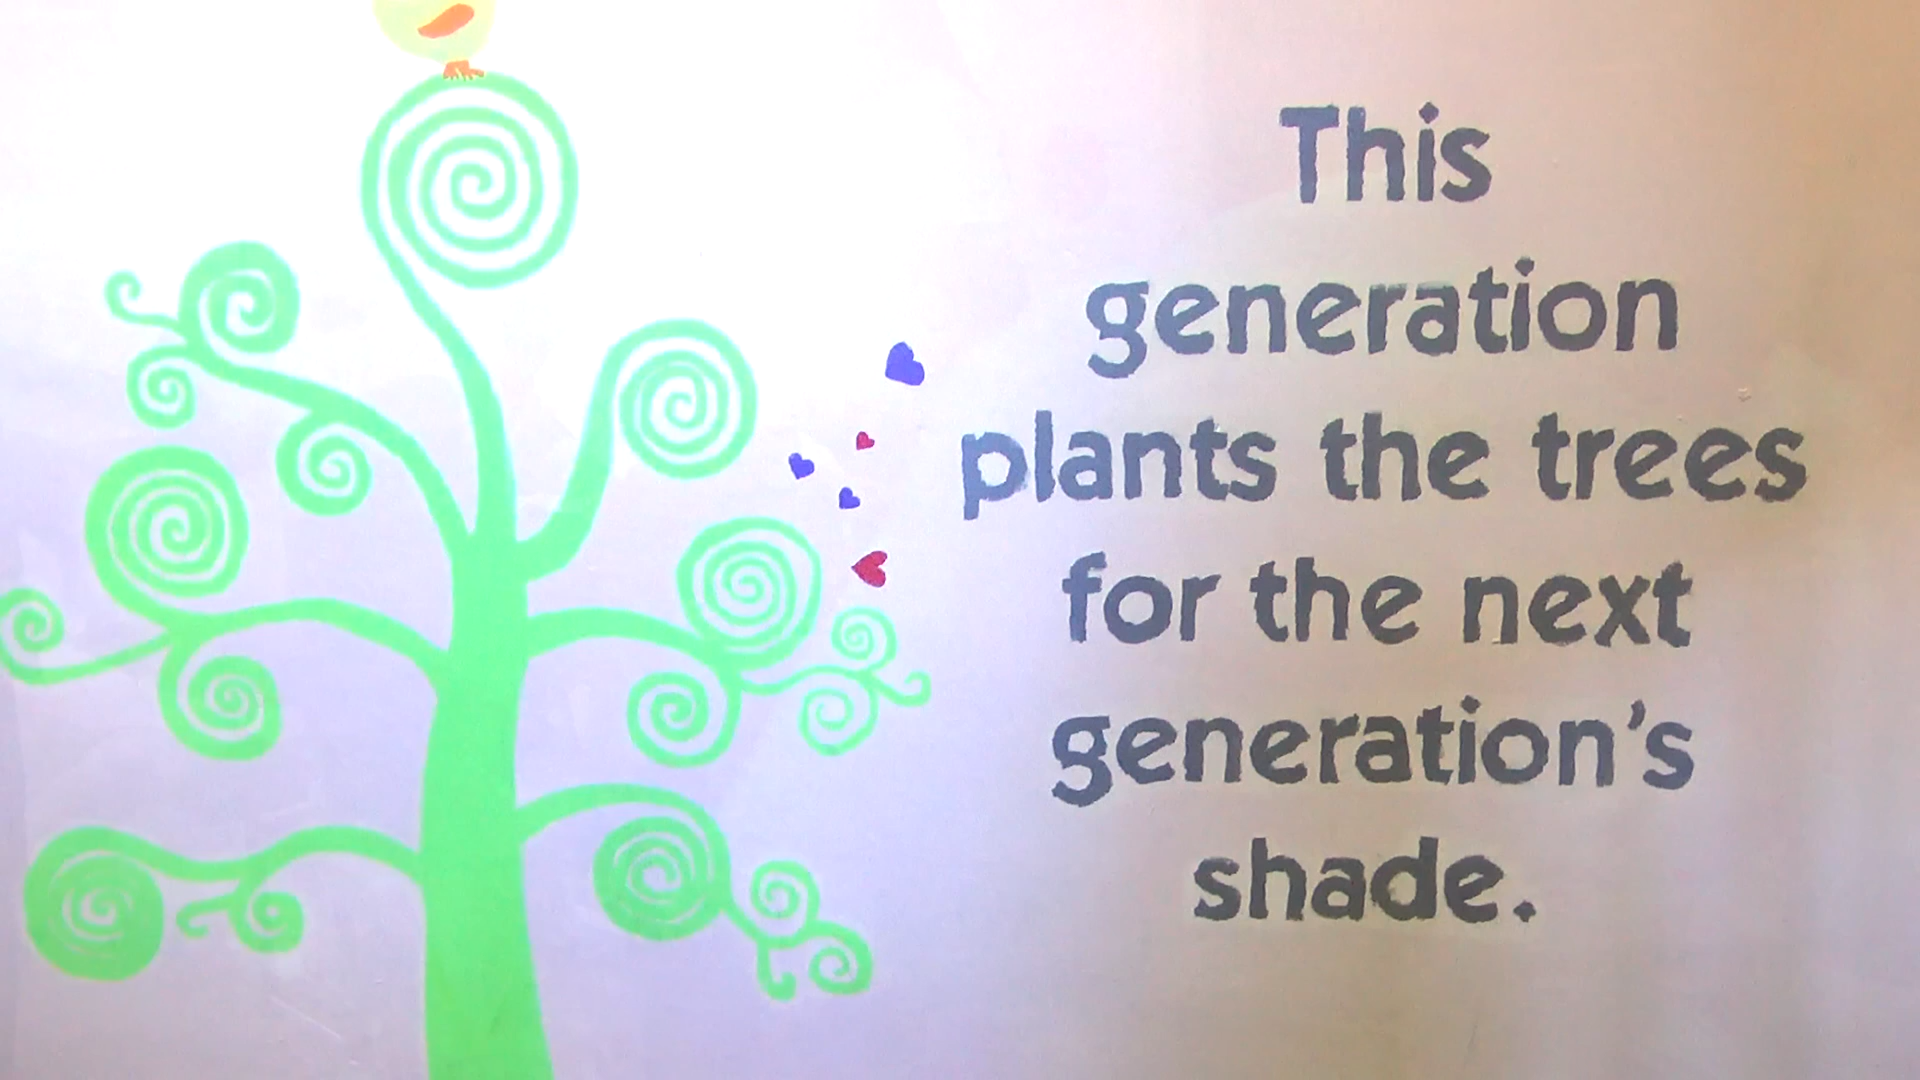 This
generation
plants the trees
for the next
generation's
shade.